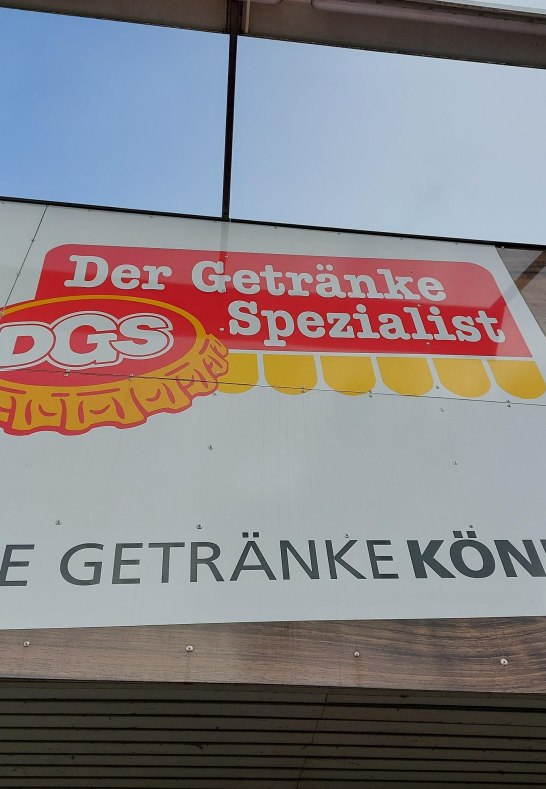 Der Getränke
Spezialist
DGS
E GETRÄNKEKÖN